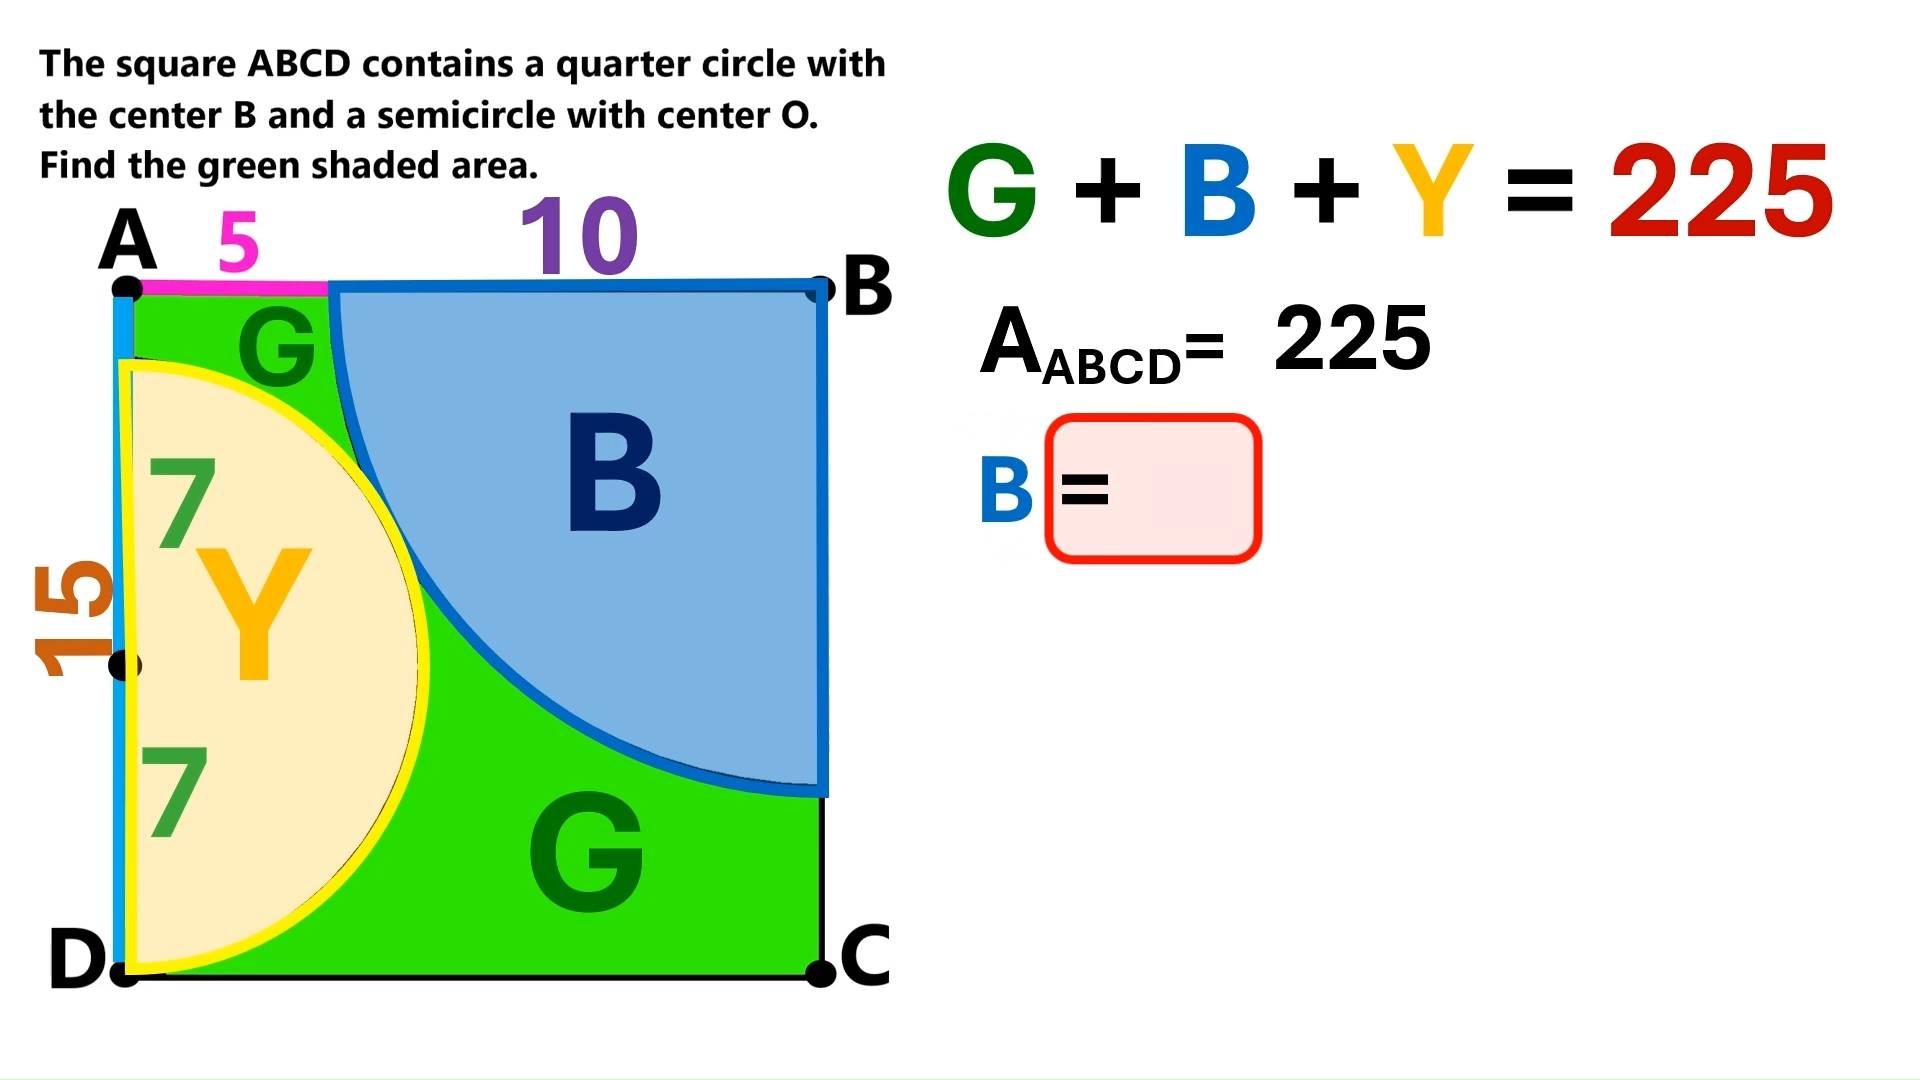 The square ABCD contains a quarter circle with
the center B and a semicircle with center O.
Find the green shaded area.
G + B + Y = 225
A 5 10 B
G
A_ABCD = 225
B
B =
7
Y
15
7
G
D C